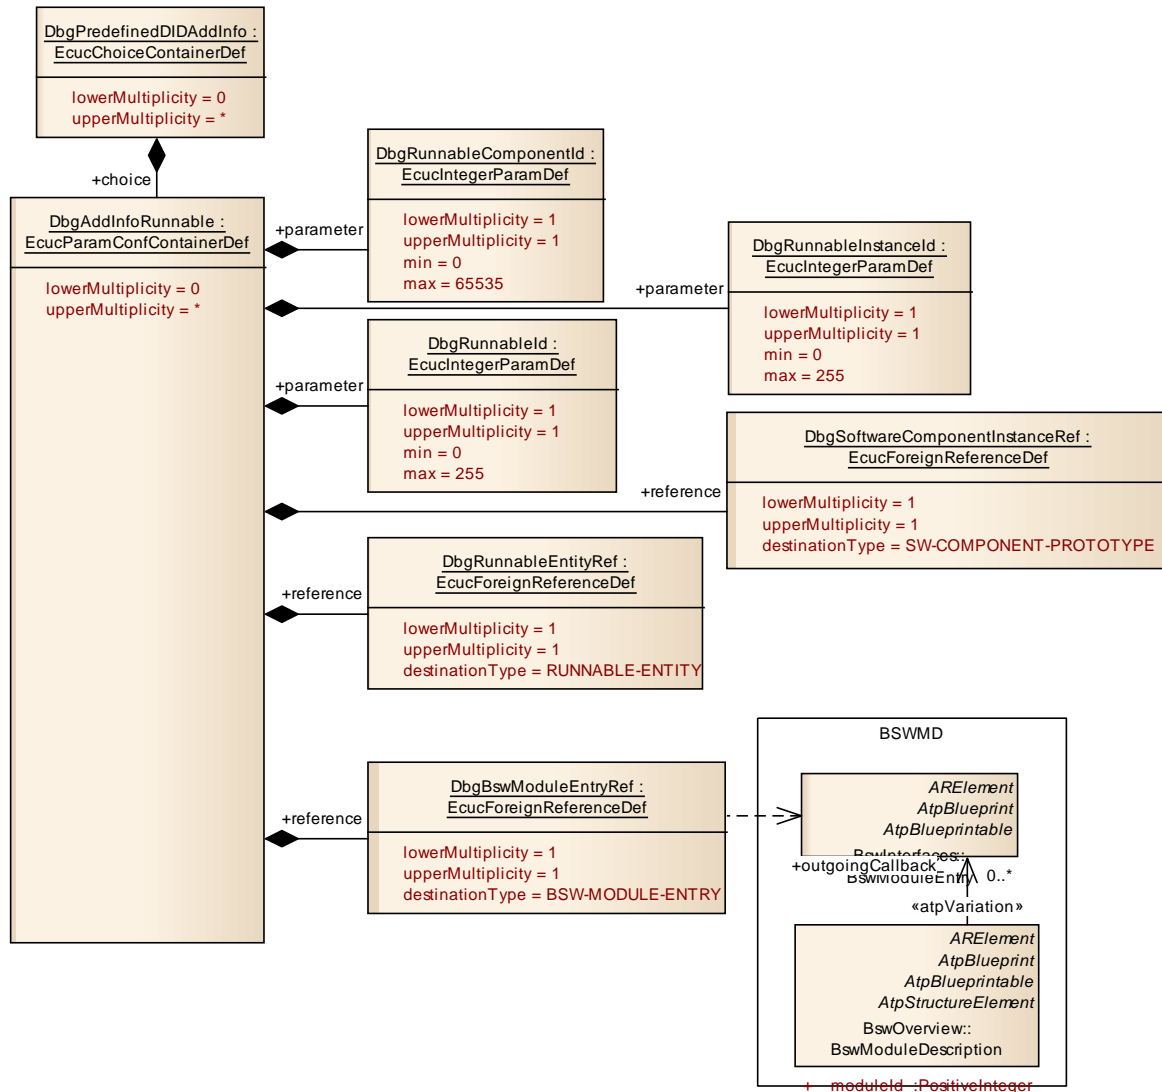 DbgPredefinedDIDAddInfo :
EcucChoiceContainerDef
lowerMultiplicity = 0
upperMultiplicity = *
+choice
DbgAddInfoRunnable :
EcucParamConfContainerDef
lowerMultiplicity = 0
upperMultiplicity = *
+parameter
DbgRunnableComponentId :
EcucIntegerParamDef
lowerMultiplicity = 1
upperMultiplicity = 1
min = 0
max = 65535
+parameter
DbgRunnableInstanceId :
EcucIntegerParamDef
lowerMultiplicity = 1
upperMultiplicity = 1
min = 0
max = 255
+parameter
DbgRunnableId :
EcucIntegerParamDef
lowerMultiplicity = 1
upperMultiplicity = 1
min = 0
max = 255
+reference
DbgSoftwareComponentInstanceRef :
EcucForeignReferenceDef
lowerMultiplicity = 1
upperMultiplicity = 1
destinationType = SW-COMPONENT-PROTOTYPE
+reference
DbgRunnableEntityRef :
EcucForeignReferenceDef
lowerMultiplicity = 1
upperMultiplicity = 1
destinationType = RUNNABLE-ENTITY
+reference
DbgBswModuleEntryRef :
EcucForeignReferenceDef
lowerMultiplicity = 1
upperMultiplicity = 1
destinationType = BSW-MODULE-ENTRY
BSWMD
ARElement
AtpBlueprint
AtpBlueprintable
BswInterfaces::
BswModuleEntry
+outgoingCallback
0..*
«atpVariation»
ARElement
AtpBlueprint
AtpBlueprintable
AtpStructureElement
BswOverview::
BswModuleDescription
+ moduleId :PositiveInteger